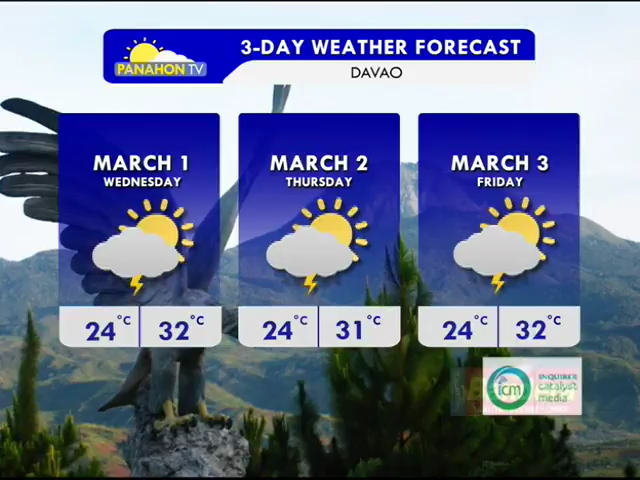 PANAHON TV
3-DAY WEATHER FORECAST
DAVAO
MARCH 1
WEDNESDAY
24°C
32°C
MARCH 2
THURSDAY
24°C
31°C
MARCH 3
FRIDAY
24°C
32°C
icm
INQUIRER
catalyst
media